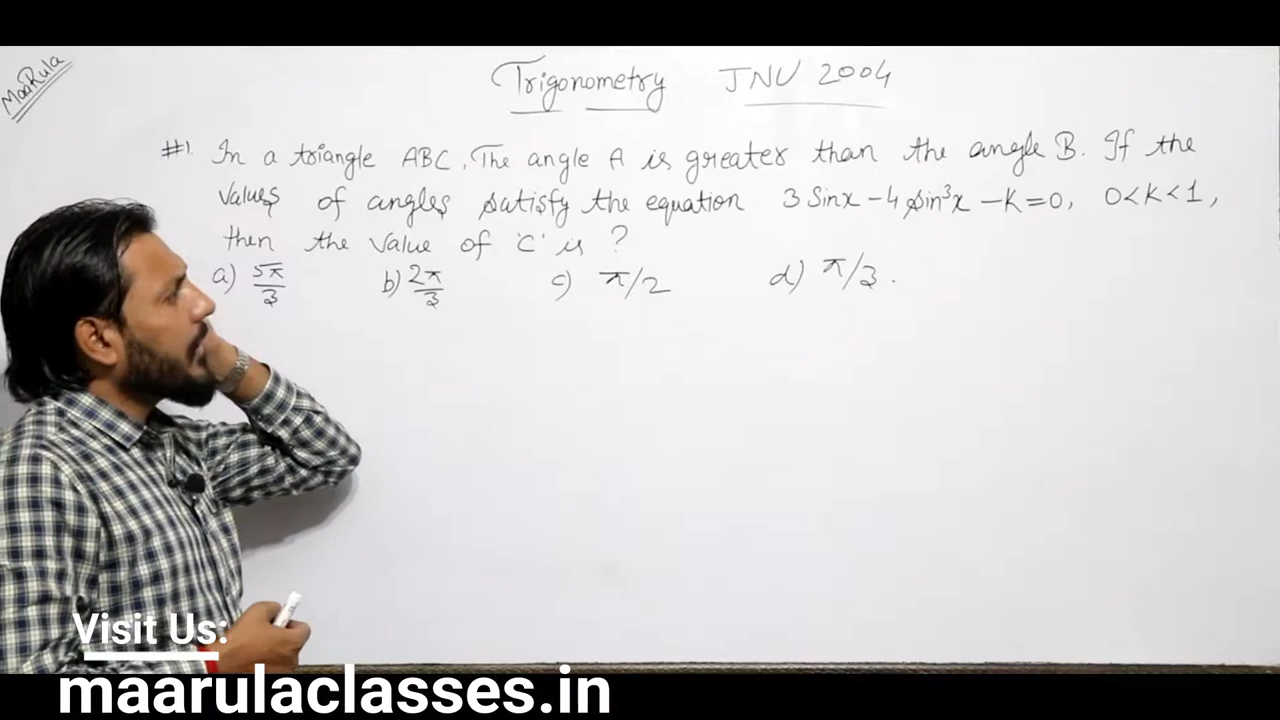 MaaRula
Trigonometry JNU 2004
#1. In a triangle ABC, The angle A is greater than the angle B. If the
values of angles satisfy the equation 3 Sinx - 4 sin³x - K = 0, 0 < K < 1,
then the value of 'C' is ?
a) 5π/3 b) 2π/3 c) π/2 d) π/3.
Visit Us:
maarulaclasses.in